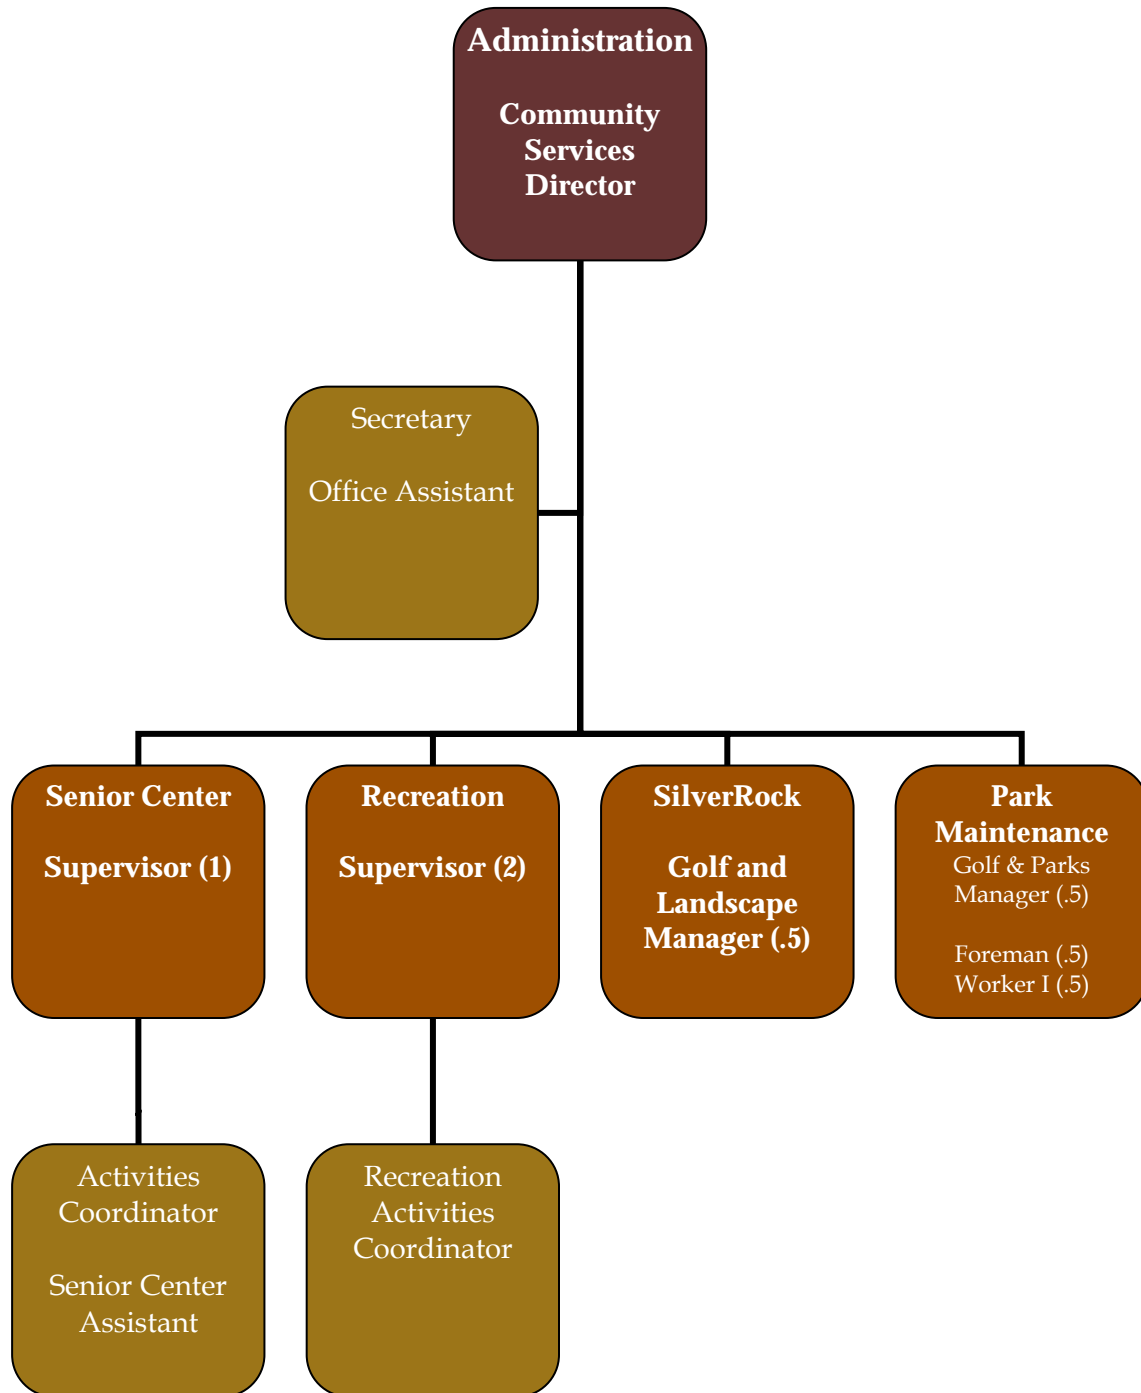 Administration
Community
Services
Director
Secretary
Office Assistant
Senior Center
Supervisor (1)
Recreation
Supervisor (2)
SilverRock
Golf and
Landscape
Manager (.5)
Park
Maintenance
Golf & Parks
Manager (.5)
Foreman (.5)
Worker I (.5)
Activities
Coordinator
Senior Center
Assistant
Recreation
Activities
Coordinator